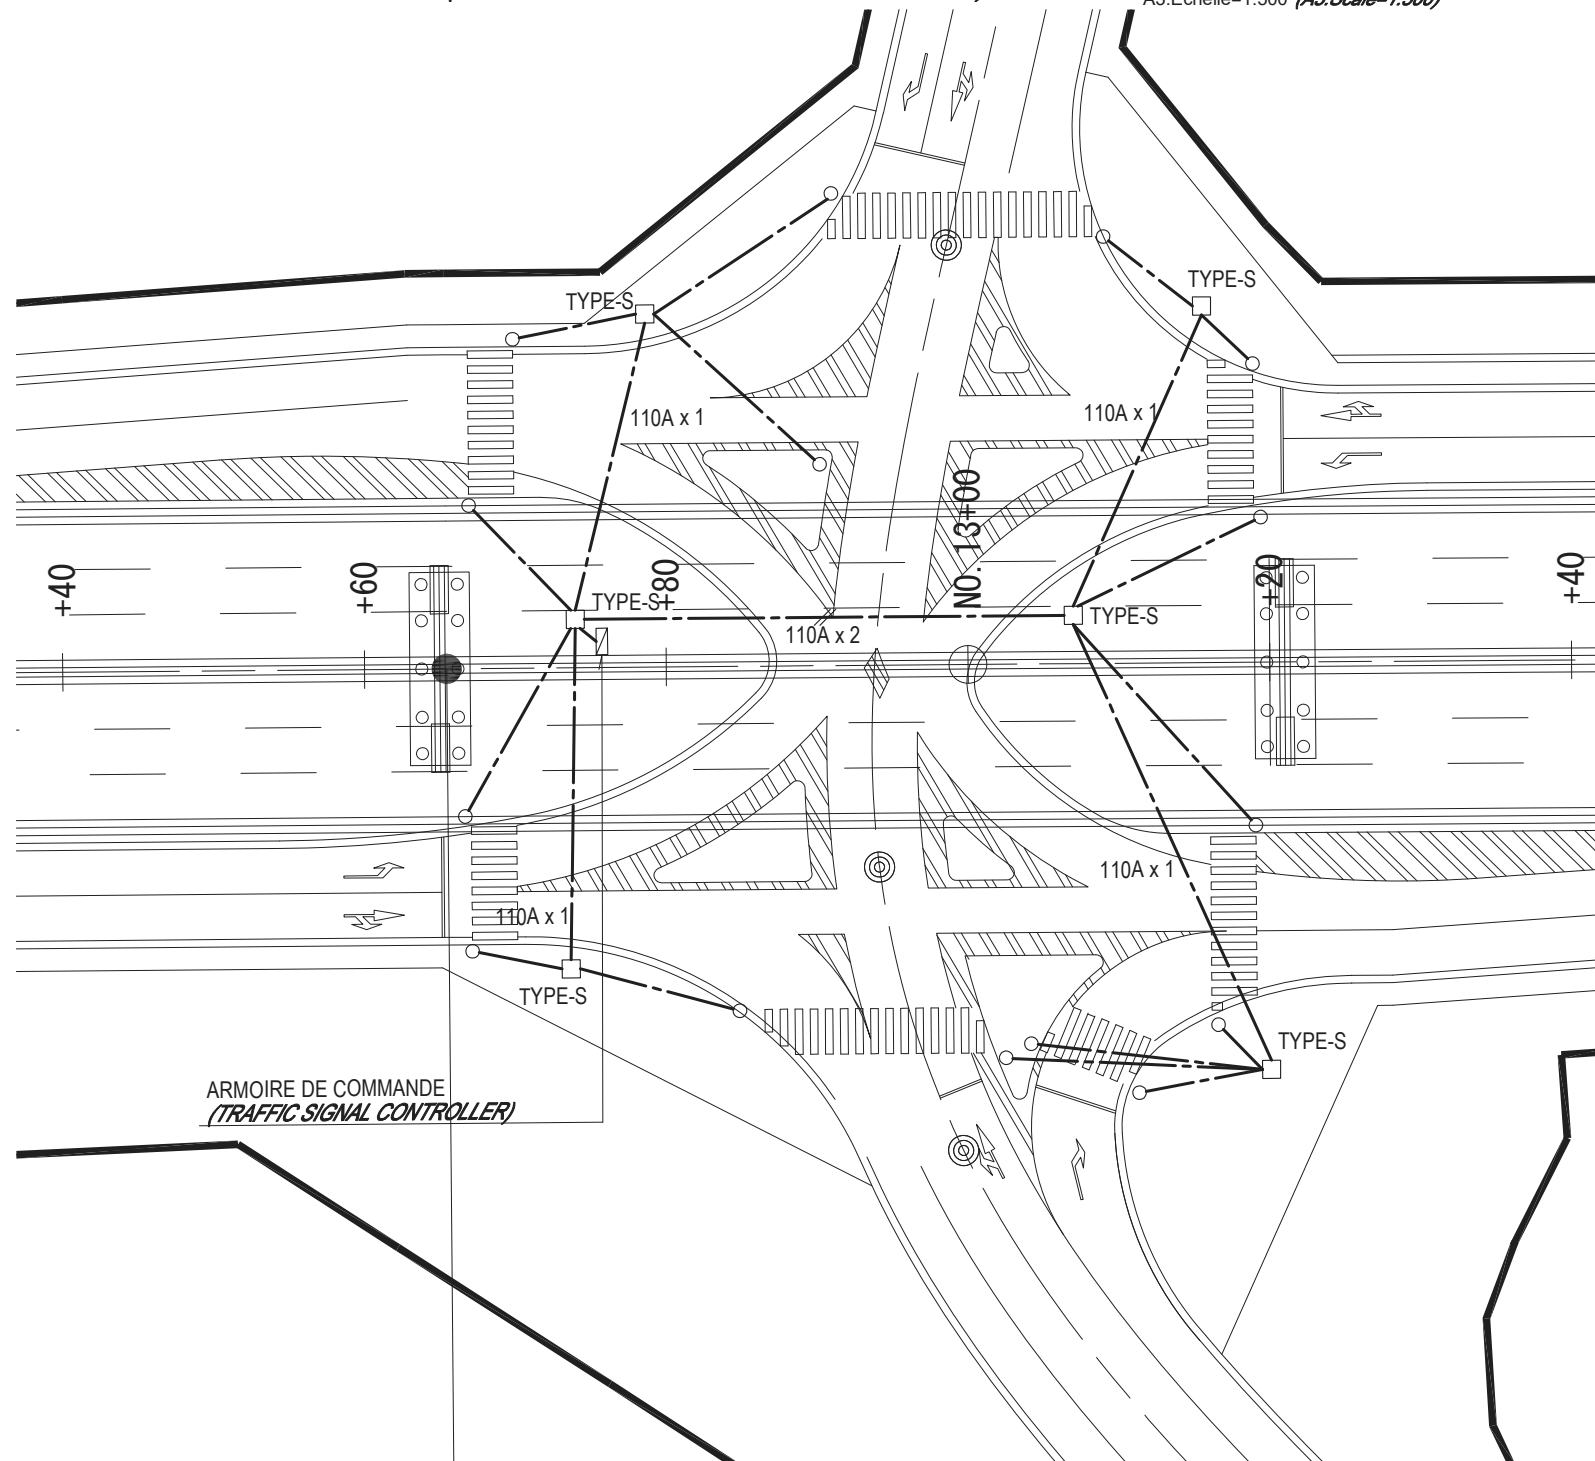 A3:Echelle=1:500 (A3:Scale=1:500)
TYPE-S
TYPE-S
110A x 1
110A x 1
NO.13+00
+40
+60
+80
+20
+40
TYPE-S
TYPE-S
110A x 2
110A x 1
110A x 1
TYPE-S
TYPE-S
ARMOIRE DE COMMANDE
(TRAFFIC SIGNAL CONTROLLER)